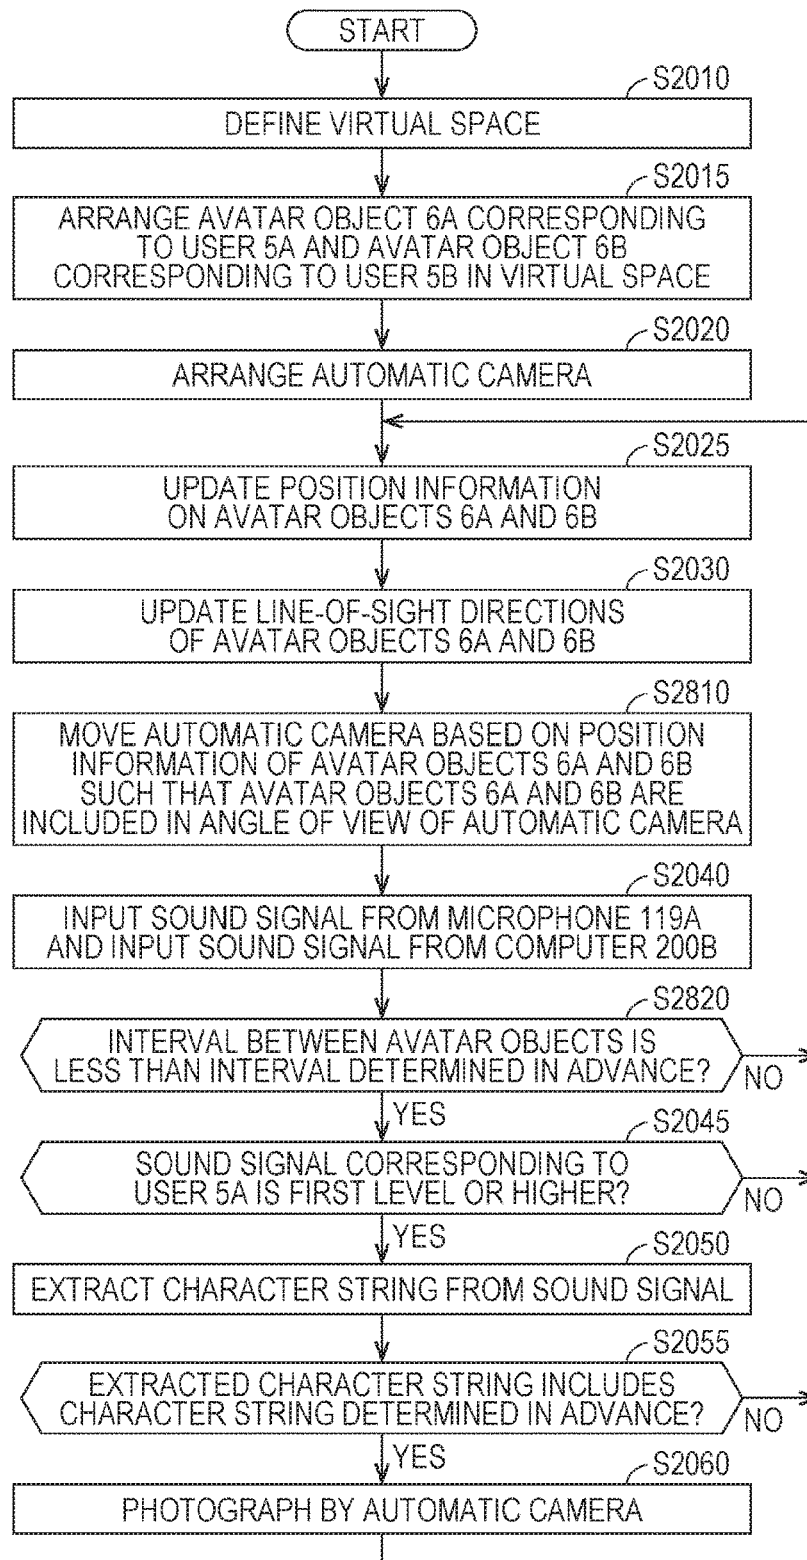 START
S2010
DEFINE VIRTUAL SPACE
S2015
ARRANGE AVATAR OBJECT 6A CORRESPONDING
TO USER 5A AND AVATAR OBJECT 6B
CORRESPONDING TO USER 5B IN VIRTUAL SPACE
S2020
ARRANGE AUTOMATIC CAMERA
S2025
UPDATE POSITION INFORMATION
ON AVATAR OBJECTS 6A AND 6B
S2030
UPDATE LINE-OF-SIGHT DIRECTIONS
OF AVATAR OBJECTS 6A AND 6B
S2810
MOVE AUTOMATIC CAMERA BASED ON POSITION
INFORMATION OF AVATAR OBJECTS 6A AND 6B
SUCH THAT AVATAR OBJECTS 6A AND 6B ARE
INCLUDED IN ANGLE OF VIEW OF AUTOMATIC CAMERA
S2040
INPUT SOUND SIGNAL FROM MICROPHONE 119A
AND INPUT SOUND SIGNAL FROM COMPUTER 200B
S2820
INTERVAL BETWEEN AVATAR OBJECTS IS
LESS THAN INTERVAL DETERMINED IN ADVANCE?
NO
YES
S2045
SOUND SIGNAL CORRESPONDING TO
USER 5A IS FIRST LEVEL OR HIGHER?
NO
YES
S2050
EXTRACT CHARACTER STRING FROM SOUND SIGNAL
S2055
EXTRACTED CHARACTER STRING INCLUDES
CHARACTER STRING DETERMINED IN ADVANCE?
NO
YES
S2060
PHOTOGRAPH BY AUTOMATIC CAMERA